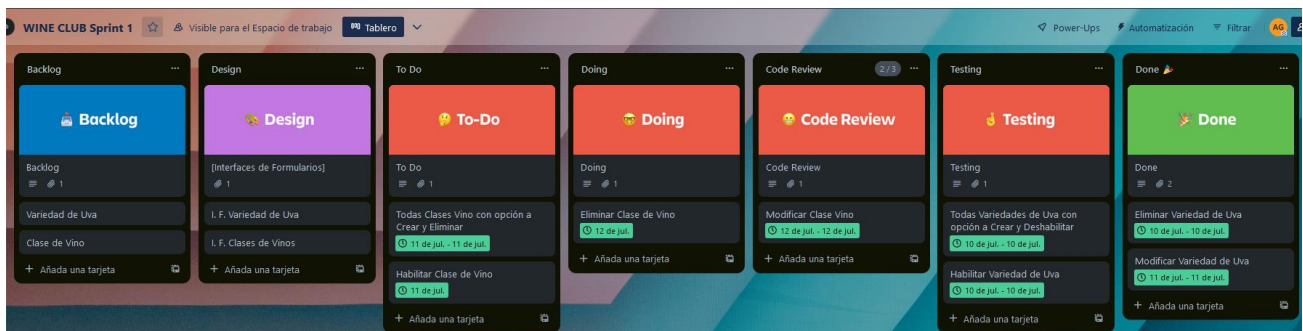 WINE CLUB Sprint 1
Visible para el Espacio de trabajo
Tablero
Power-Ups
Automatización
Filtrar
AG
Backlog
Backlog
Backlog
1
Variedad de Uva
Clase de Vino
+ Añada una tarjeta
Design
Design
[Interfaces de Formularios]
1
I. F. Variedad de Uva
I. F. Clases de Vinos
+ Añada una tarjeta
To Do
To-Do
To Do
1
Todas Clases Vino con opción a
Crear y Eliminar
11 de jul. - 11 de jul.
Habilitar Clase de Vino
11 de jul.
+ Añada una tarjeta
Doing
Doing
Doing
1
Eliminar Clase de Vino
12 de jul.
+ Añada una tarjeta
Code Review
2/3
Code Review
Code Review
1
Modificar Clase Vino
12 de jul. - 12 de jul.
+ Añada una tarjeta
Testing
Testing
Testing
1
Todas Variedades de Uva con
opción a Crear y Deshabilitar
10 de jul. - 10 de jul.
Habilitar Variedad de Uva
10 de jul. - 10 de jul.
+ Añada una tarjeta
Done 🎉
Done
Done
2
Eliminar Variedad de Uva
10 de jul. - 10 de jul.
Modificar Variedad de Uva
11 de jul. - 11 de jul.
+ Añada una tarjeta